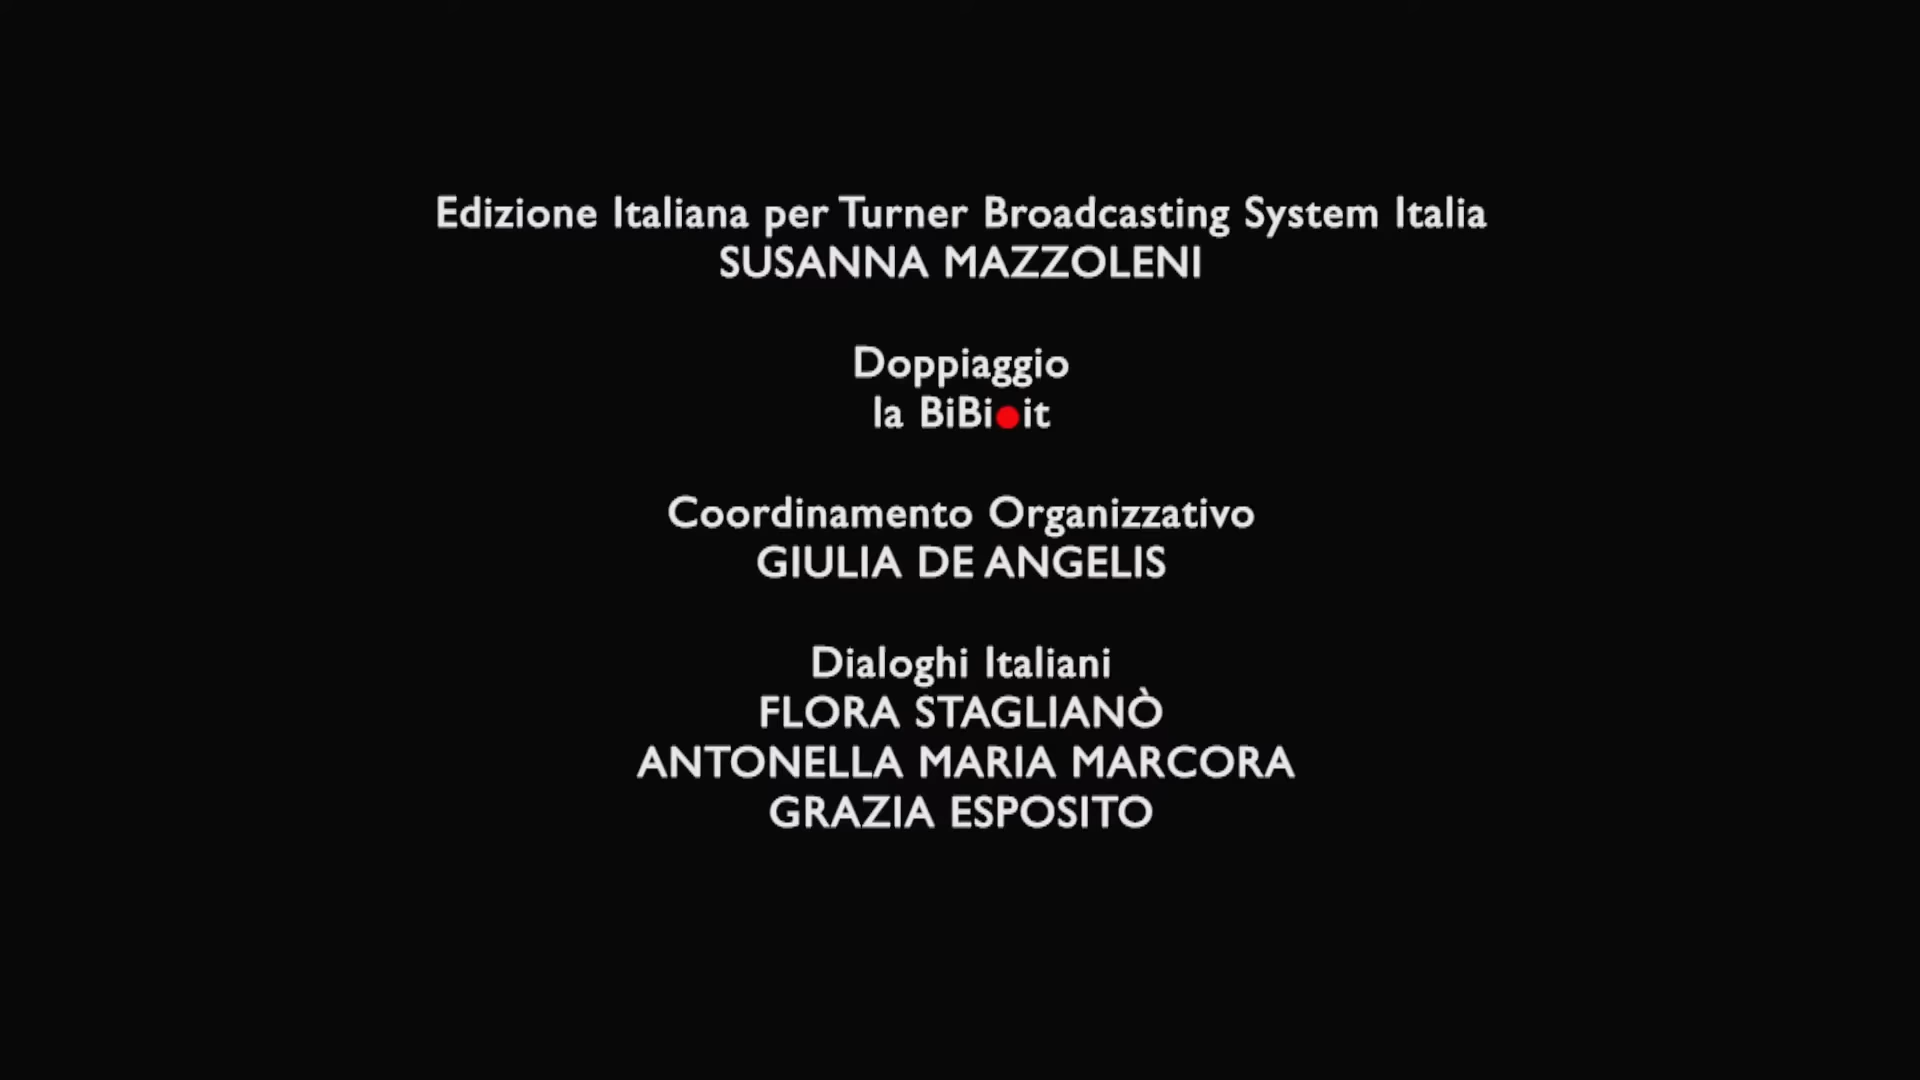 Edizione Italiana per Turner Broadcasting System Italia
SUSANNA MAZZOLENI
Doppiaggio
la BiBi●it
Coordinamento Organizzativo
GIULIA DE ANGELIS
Dialoghi Italiani
FLORA STAGLIANÒ
ANTONELLA MARIA MARCORA
GRAZIA ESPOSITO